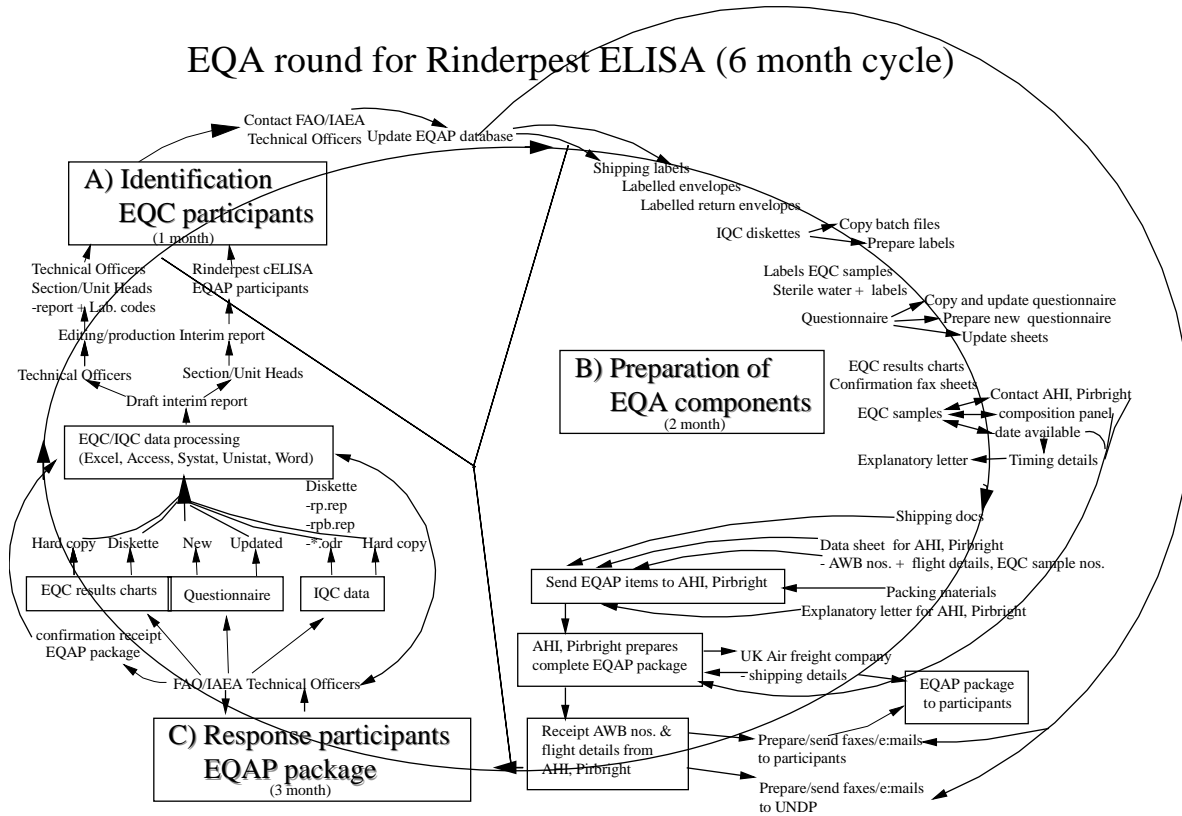 EQA round for Rinderpest ELISA (6 month cycle)
Contact FAO/IAEA
Technical Officers
Update EQAP database
A) Identification
EQC participants
(1 month)
Shipping labels
Labelled envelopes
Labelled return envelopes
IQC diskettes
Copy batch files
Prepare labels
Labels EQC samples
Sterile water + labels
Questionnaire
Copy and update questionnaire
Prepare new questionnaire
Update sheets
B) Preparation of
EQA components
(2 month)
EQC results charts
Confirmation fax sheets
EQC samples
Contact AHI, Pirbright
composition panel
date available
Explanatory letter
Timing details
Shipping docs
Data sheet for AHI, Pirbright
- AWB nos. + flight details, EQC sample nos.
Send EQAP items to AHI, Pirbright
Packing materials
Explanatory letter for AHI, Pirbright
AHI, Pirbright prepares
complete EQAP package
UK Air freight company
- shipping details
EQAP package
to participants
Receipt AWB nos. &
flight details from
AHI, Pirbright
Prepare/send faxes/e:mails
to participants
Prepare/send faxes/e:mails
to UNDP
C) Response participants
EQAP package
(3 month)
FAO/IAEA Technical Officers
confirmation receipt
EQAP package
EQC results charts
Questionnaire
IQC data
Hard copy
Diskette
New
Updated
Diskette
-rp.rep
-rpb.rep
-*.odr
Hard copy
EQC/IQC data processing
(Excel, Access, Systat, Unistat, Word)
Draft interim report
Technical Officers
Section/Unit Heads
Editing/production Interim report
Technical Officers
Section/Unit Heads
-report + Lab. codes
Rinderpest cELISA
EQAP participants